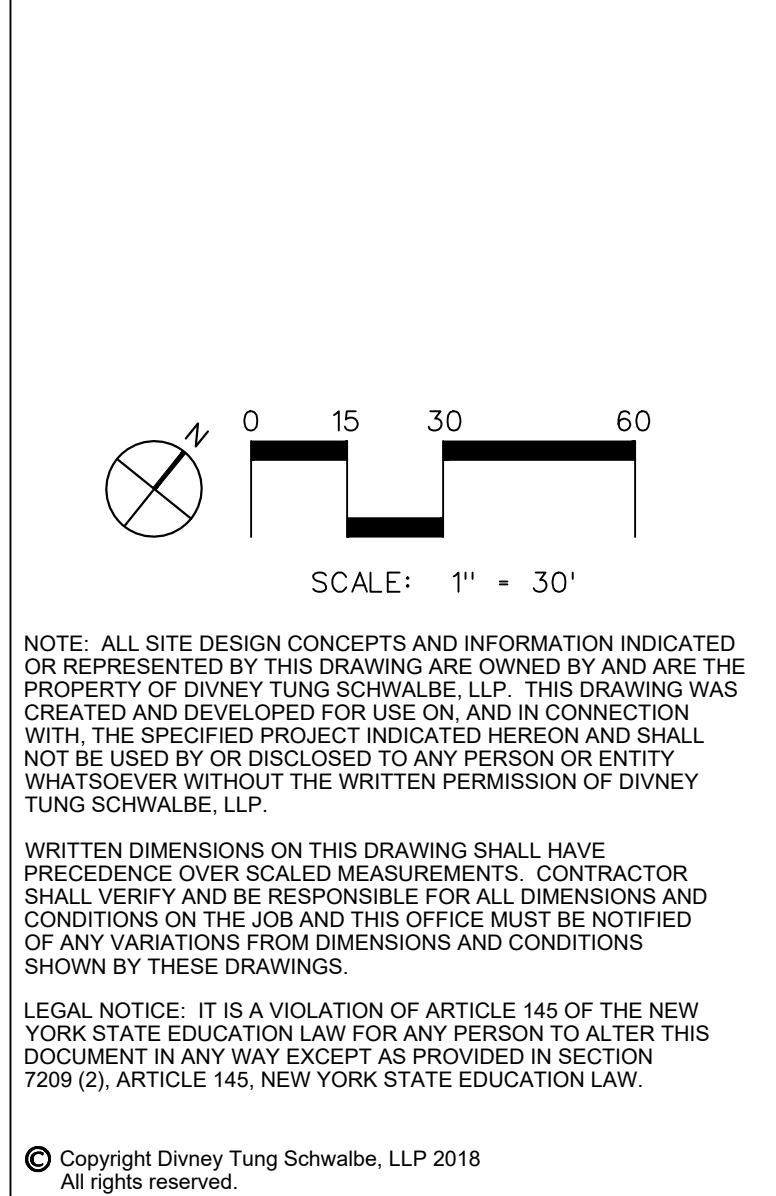 N
0 15 30 60
SCALE: 1" = 30'
NOTE: ALL SITE DESIGN CONCEPTS AND INFORMATION INDICATED
OR REPRESENTED BY THIS DRAWING ARE OWNED BY AND ARE THE
PROPERTY OF DIVNEY TUNG SCHWALBE, LLP. THIS DRAWING WAS
CREATED AND DEVELOPED FOR USE ON, AND IN CONNECTION
WITH, THE SPECIFIED PROJECT INDICATED HEREON AND SHALL
NOT BE USED BY OR DISCLOSED TO ANY PERSON OR ENTITY
WHATSOEVER WITHOUT THE WRITTEN PERMISSION OF DIVNEY
TUNG SCHWALBE, LLP.
WRITTEN DIMENSIONS ON THIS DRAWING SHALL HAVE
PRECEDENCE OVER SCALED MEASUREMENTS. CONTRACTOR
SHALL VERIFY AND BE RESPONSIBLE FOR ALL DIMENSIONS AND
CONDITIONS ON THE JOB AND THIS OFFICE MUST BE NOTIFIED
OF ANY VARIATIONS FROM DIMENSIONS AND CONDITIONS
SHOWN BY THESE DRAWINGS.
LEGAL NOTICE: IT IS A VIOLATION OF ARTICLE 145 OF THE NEW
YORK STATE EDUCATION LAW FOR ANY PERSON TO ALTER THIS
DOCUMENT IN ANY WAY EXCEPT AS PROVIDED IN SECTION
7209 (2), ARTICLE 145, NEW YORK STATE EDUCATION LAW.
© Copyright Divney Tung Schwalbe, LLP 2018
All rights reserved.